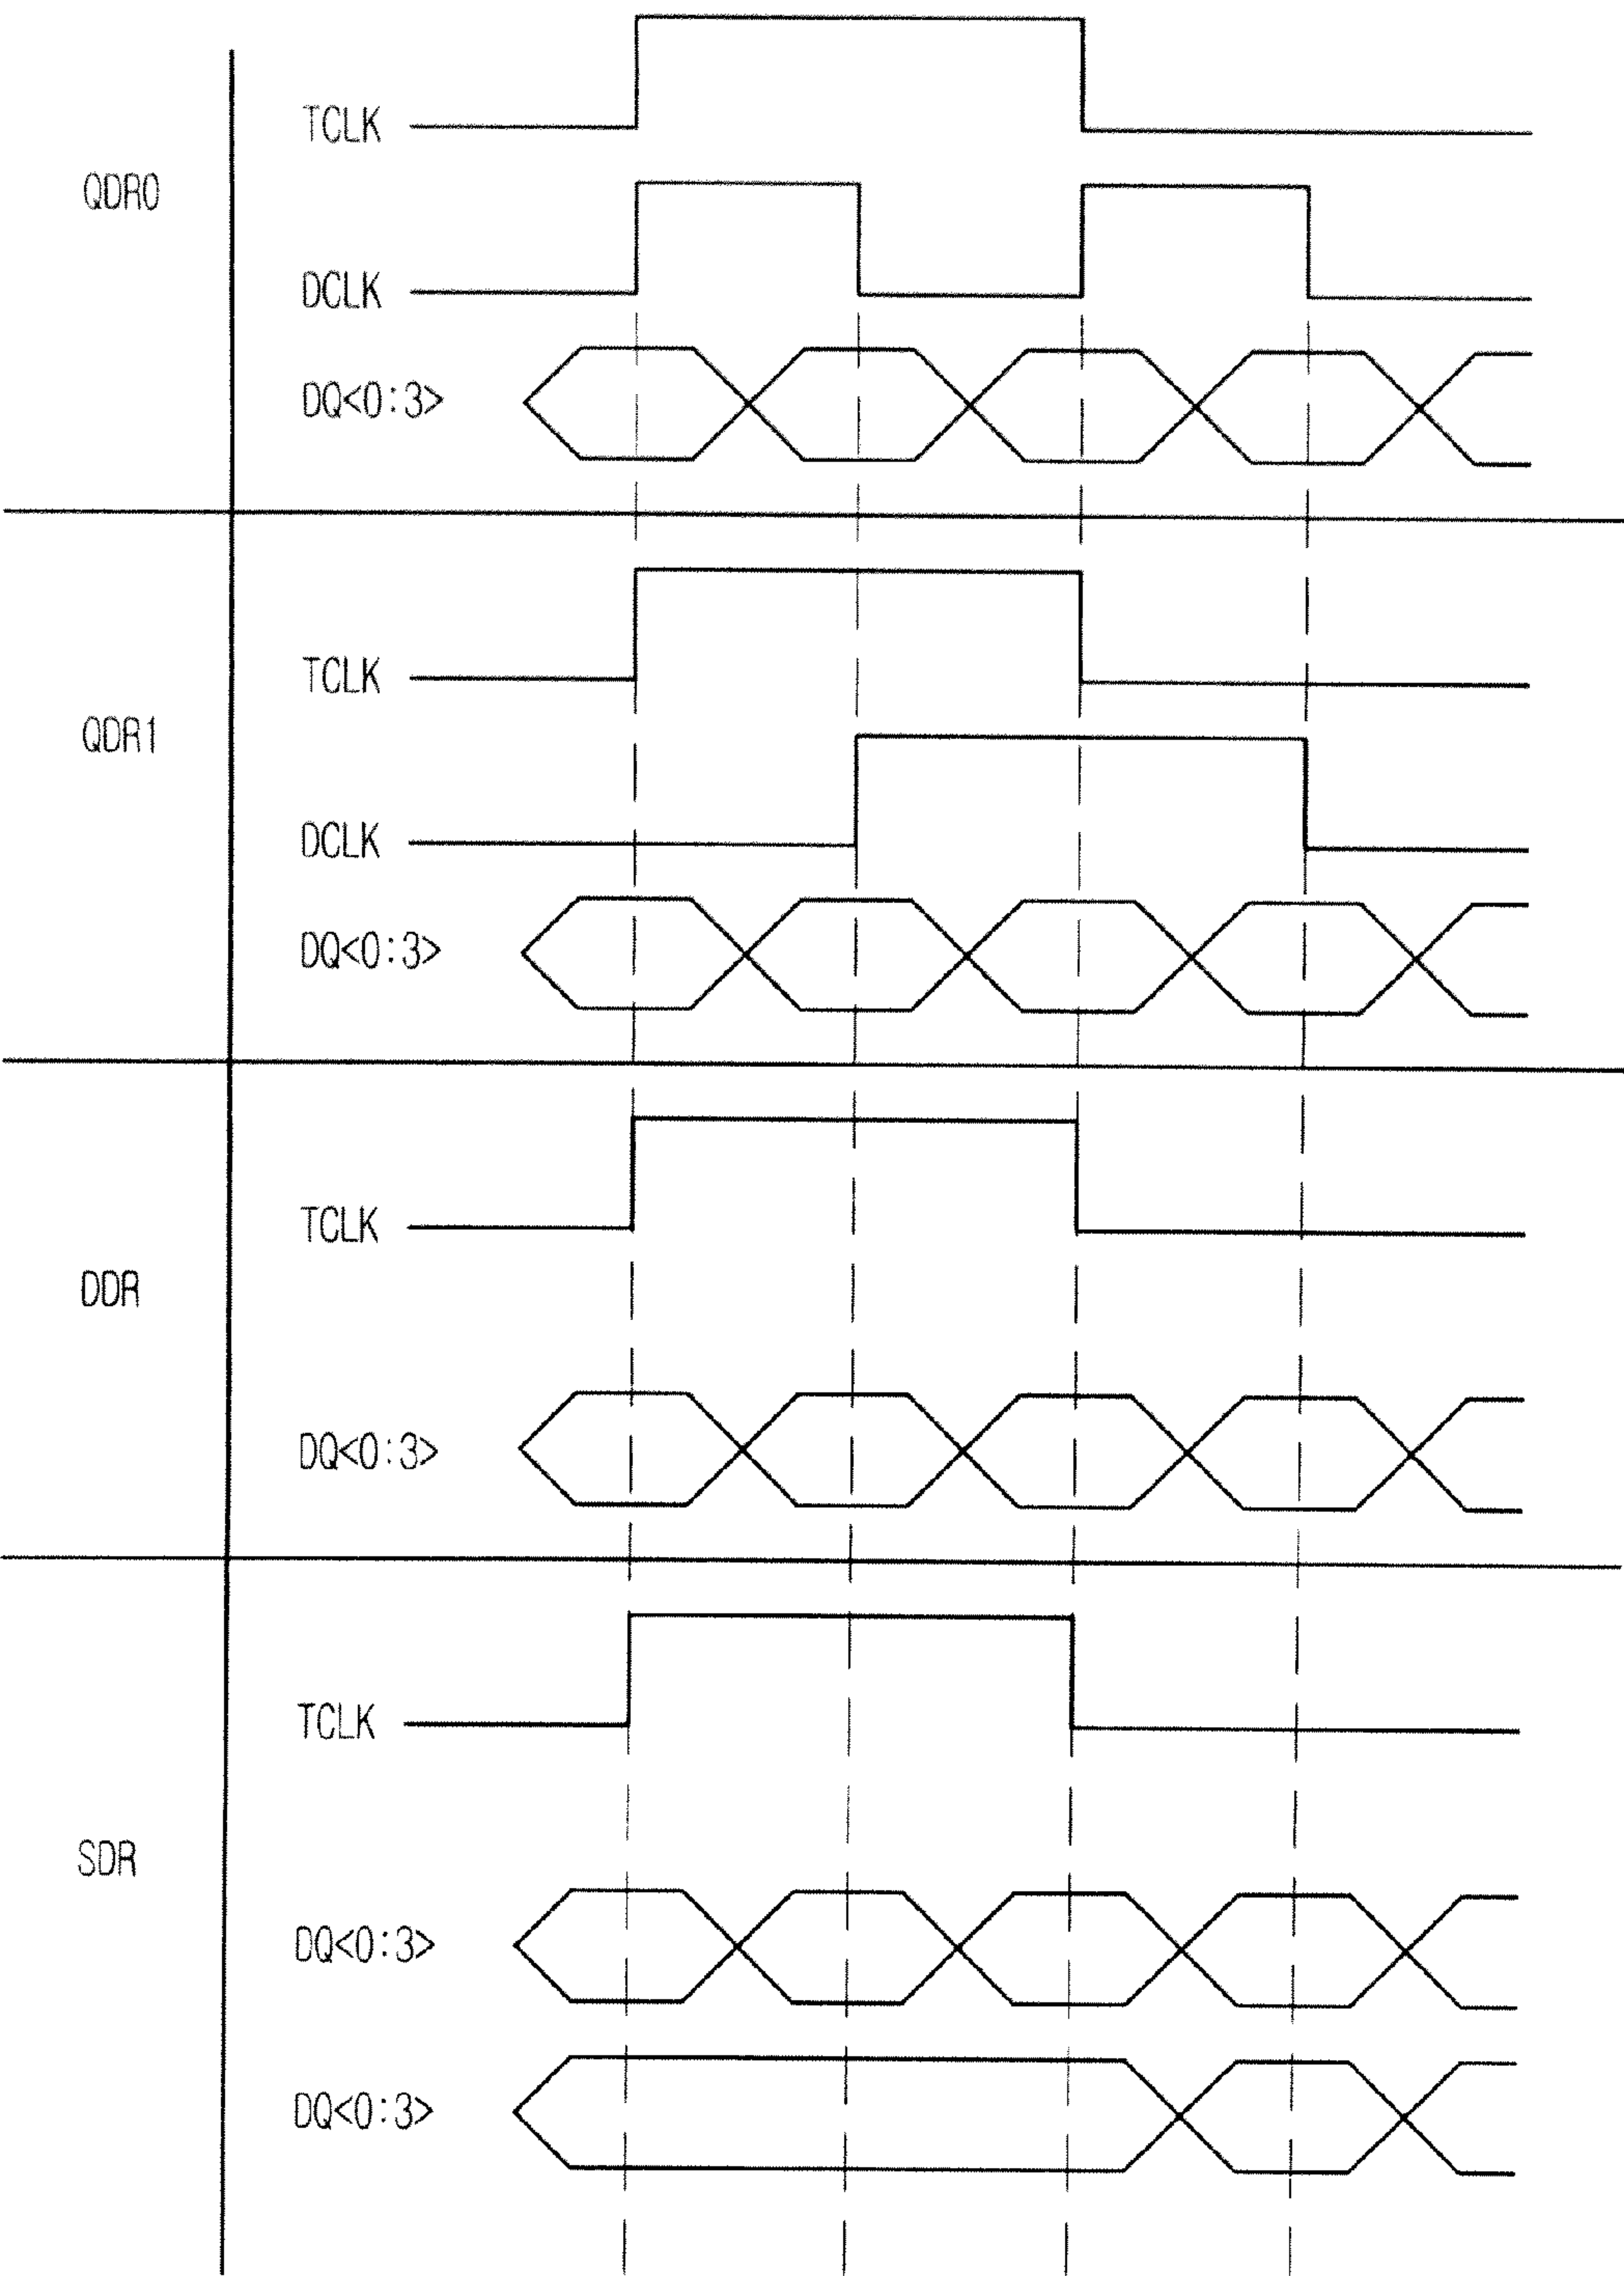 TCLK
QDR0
DCLK
DQ<0:3>
TCLK
QDR1
DCLK
DQ<0:3>
TCLK
DDR
DQ<0:3>
TCLK
SDR
DQ<0:3>
DQ<0:3>